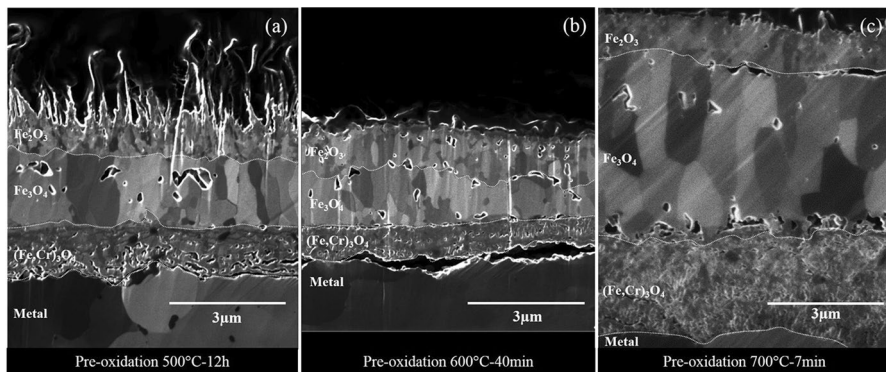 (a)
Fe₂O₃
Fe₃O₄
(Fe,Cr)₃O₄
Metal
3μm
Pre-oxidation 500°C-12h
(b)
Fe₂O₃
Fe₃O₄
(Fe,Cr)₃O₄
Metal
3μm
Pre-oxidation 600°C-40min
(c)
Fe₂O₃
Fe₃O₄
(Fe,Cr)₃O₄
3μm
Metal
Pre-oxidation 700°C-7min